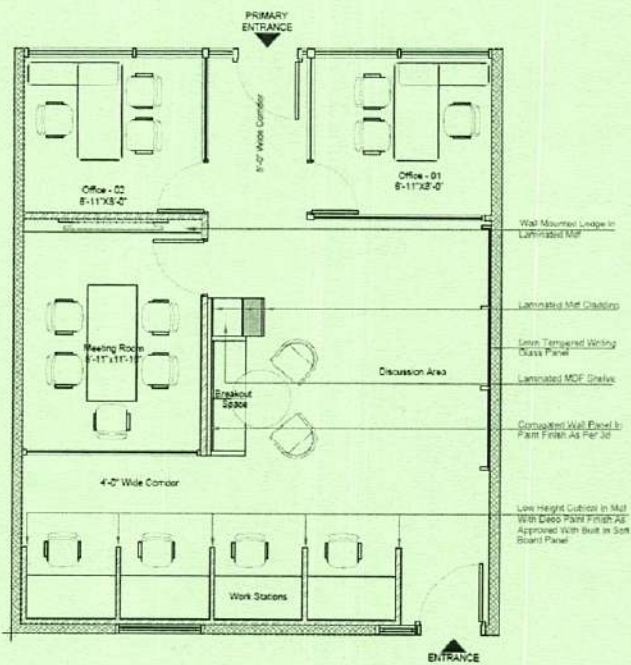 PRIMARY
ENTRANCE
5'-0" Wide Corridor
Office - 02
8'-11"X8'-0"
Office - 01
8'-11"X8'-0"
Wall Mounted Ledge In
Laminated Mdf
Laminated Mdf Cladding
Meeting Room
Discussion Area
6mm Tempered Writing
Glass Panel
Laminated MDF Shelve
Breakout
Space
Corrugated Wall Panel In
Paint Finish As Per 3d
4'-0" Wide Corridor
Low Height Cubical In Mdf
With Deco Paint Finish As
Approved With Built In Soft
Board Panel
Work Stations
ENTRANCE